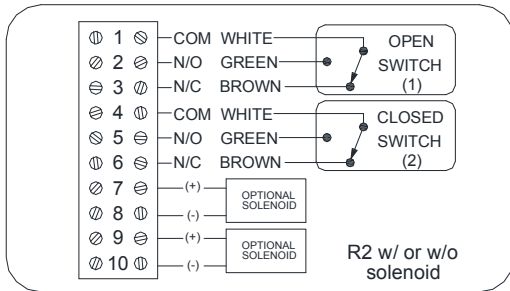 1 COM WHITE
2 N/O GREEN
3 N/C BROWN
OPEN
SWITCH
(1)
4 COM WHITE
5 N/O GREEN
6 N/C BROWN
CLOSED
SWITCH
(2)
7 (+)
8 (-)
OPTIONAL
SOLENOID
9 (+)
10 (-)
OPTIONAL
SOLENOID
R2 w/ or w/o
solenoid